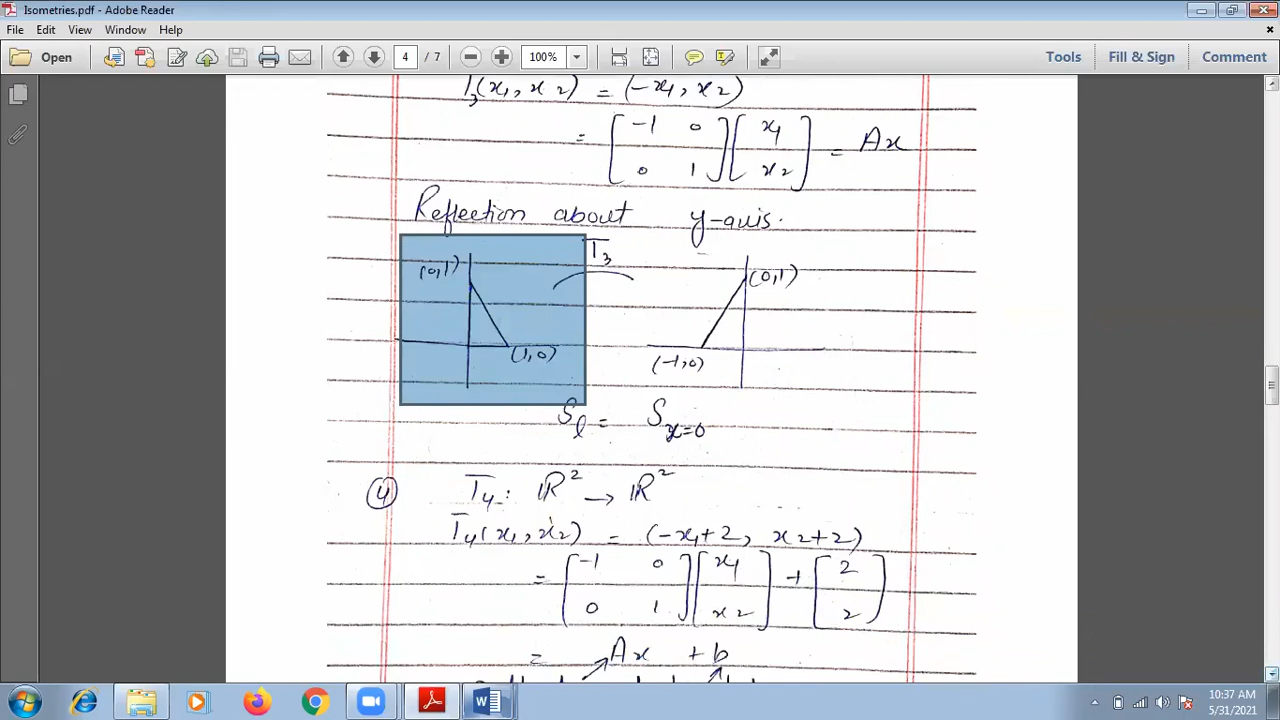 Isometries.pdf - Adobe Reader
File Edit View Window Help
Open 4 / 7 100% Tools Fill & Sign Comment
T3(x1, x2) = (-x1, x2)
= [-1 0 0 1] [x1 x2] = Ax
Reflection about y-axis.
T3
(0,1) (0,1)
(1,0) (-1,0)
Sl = Sx=0
④ T4 : ℝ² → ℝ²
T4(x1, x2) = (-x1+2, x2+2)
= [-1 0 0 1] [x1 x2] + [2 2]
= Ax + b
10:37 AM
5/31/2021